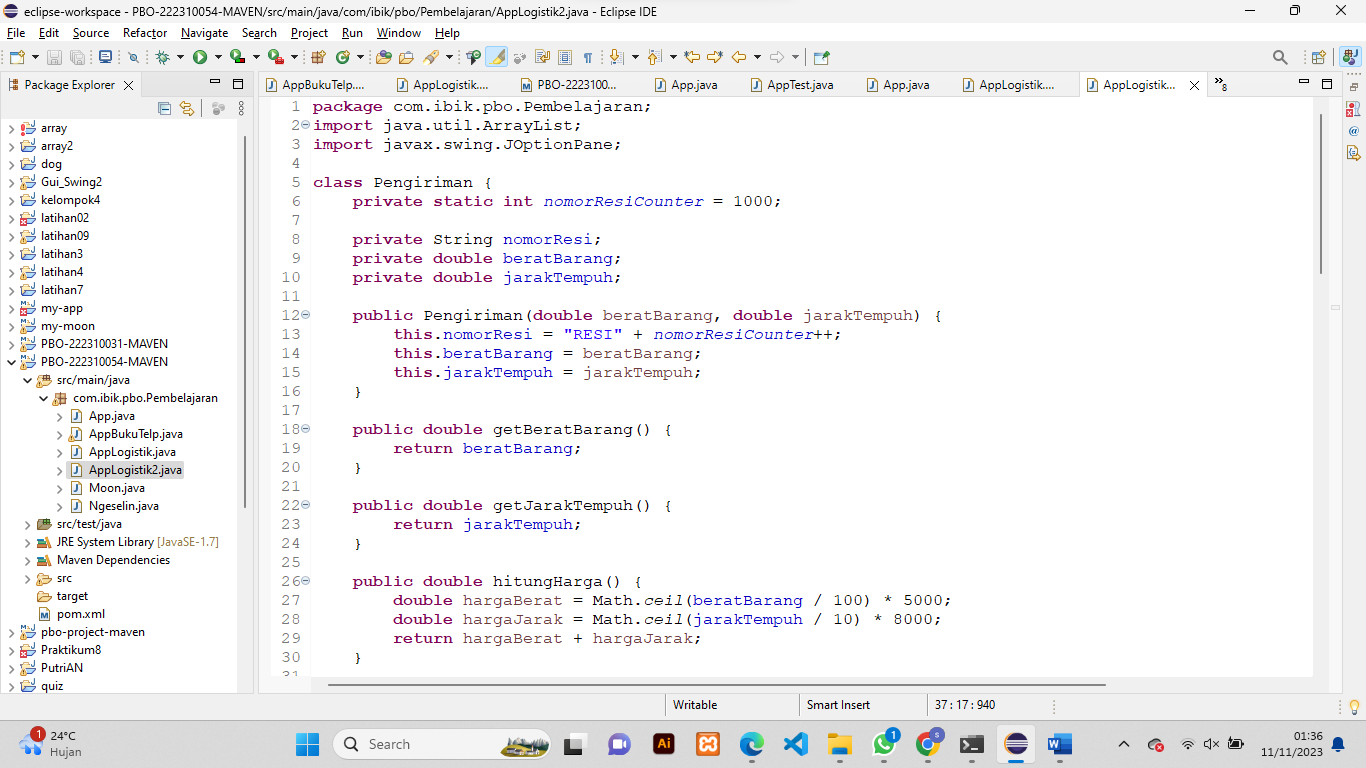 eclipse-workspace - PBO-222310054-MAVEN/src/main/java/com/ibik/pbo/Pembelajaran/AppLogistik2.java - Eclipse IDE
File Edit Source Refactor Navigate Search Project Run Window Help
Package Explorer
AppBukuTelp.... AppLogistik.... PBO-2223100... App.java AppTest.java App.java AppLogistik.... AppLogistik... »8
array
array2
dog
Gui_Swing2
kelompok4
latihan02
latihan09
latihan3
latihan4
latihan7
my-app
my-moon
PBO-222310031-MAVEN
PBO-222310054-MAVEN
src/main/java
com.ibik.pbo.Pembelajaran
App.java
AppBukuTelp.java
AppLogistik.java
AppLogistik2.java
Moon.java
Ngeselin.java
src/test/java
JRE System Library [JavaSE-1.7]
Maven Dependencies
src
target
pom.xml
pbo-project-maven
Praktikum8
PutriAN
quiz
1 package com.ibik.pbo.Pembelajaran;
2 import java.util.ArrayList;
3 import javax.swing.JOptionPane;
4
5 class Pengiriman {
6 private static int nomorResiCounter = 1000;
7
8 private String nomorResi;
9 private double beratBarang;
10 private double jarakTempuh;
11
12 public Pengiriman(double beratBarang, double jarakTempuh) {
13 this.nomorResi = "RESI" + nomorResiCounter++;
14 this.beratBarang = beratBarang;
15 this.jarakTempuh = jarakTempuh;
16 }
17
18 public double getBeratBarang() {
19 return beratBarang;
20 }
21
22 public double getJarakTempuh() {
23 return jarakTempuh;
24 }
25
26 public double hitungHarga() {
27 double hargaBerat = Math.ceil(beratBarang / 100) * 5000;
28 double hargaJarak = Math.ceil(jarakTempuh / 10) * 8000;
29 return hargaBerat + hargaJarak;
30 }
31
Writable Smart Insert 37 : 17 : 940
1 24°C
Hujan
Search
Ai
1
S
01:36
11/11/2023